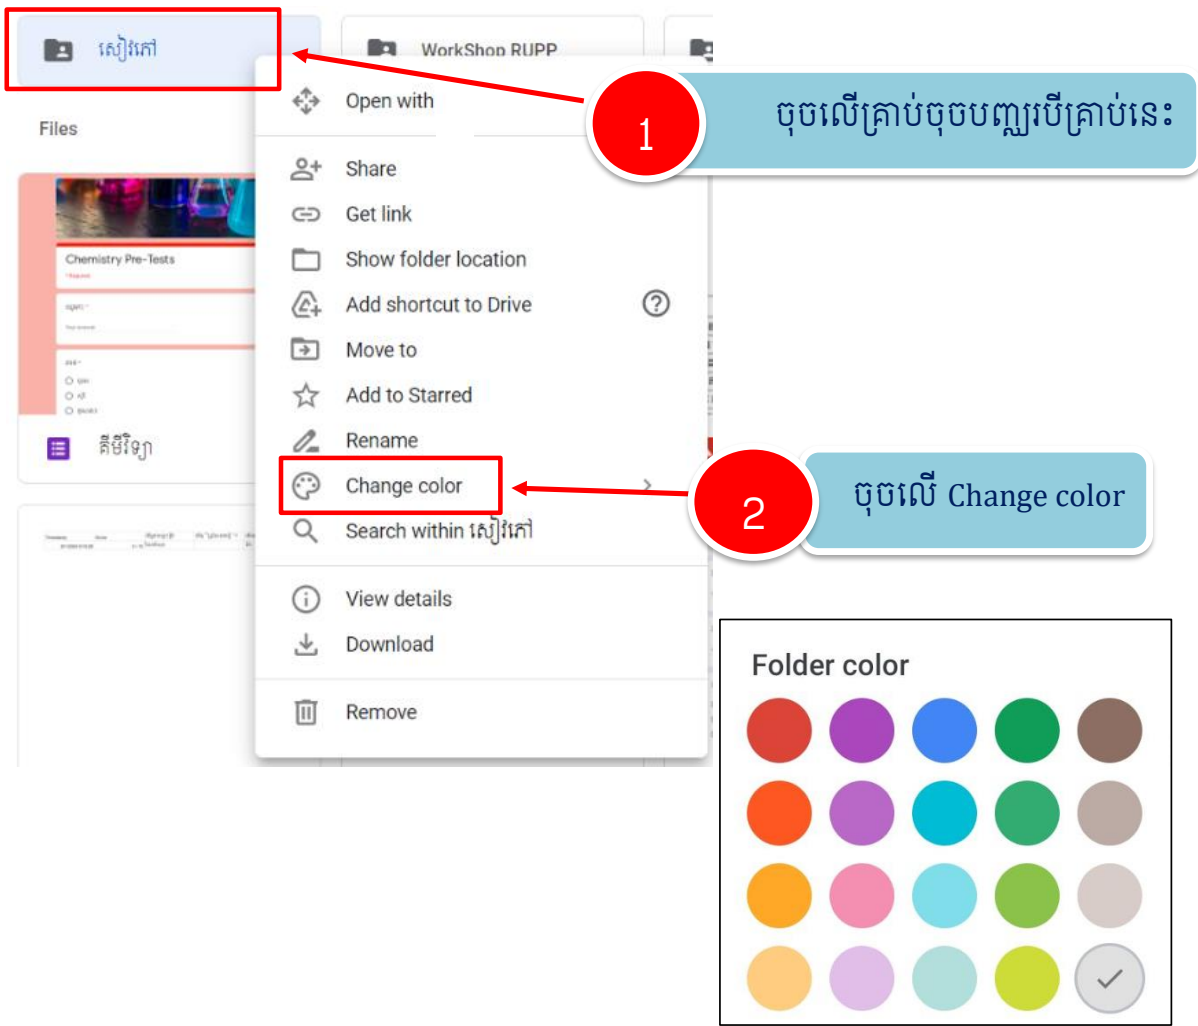 សៀវភៅ
WorkShop RUPP
Open with
1
ចុចលើគ្រាប់ចុចបញ្ឈរបីគ្រាប់នេះ
Files
Share
Get link
Chemistry Pre-Tests
Show folder location
Add shortcut to Drive
Move to
Add to Starred
Rename
គីមីវិទ្យា
Change color
2
ចុចលើ Change color
Search within សៀវភៅ
View details
Download
Remove
Folder color